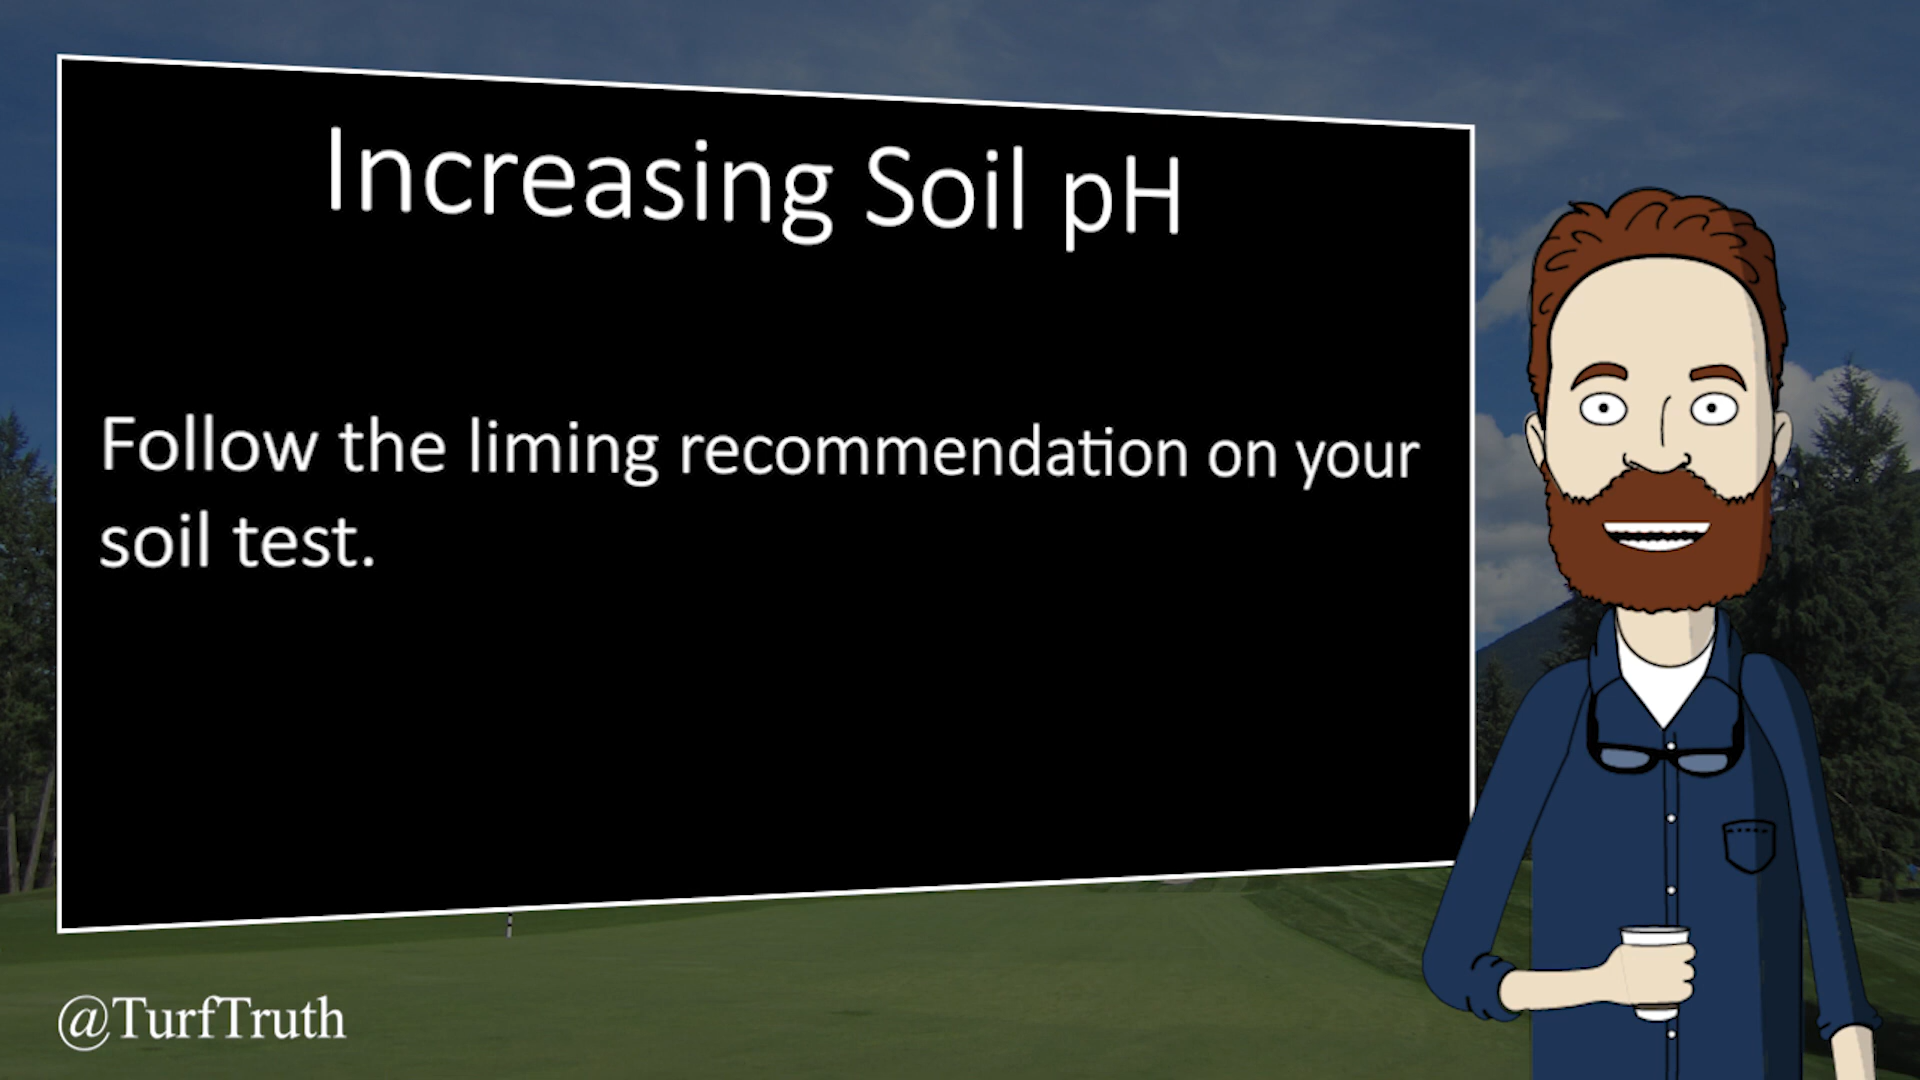 Increasing Soil pH
Follow the liming recommendation on your
soil test.
@TurfTruth